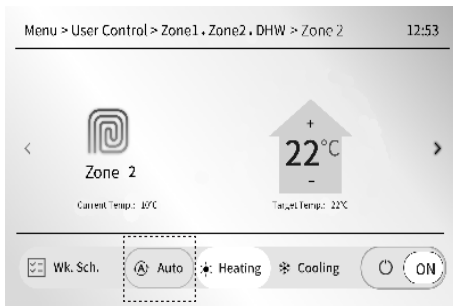 Menu > User Control > Zone1、Zone2、DHW > Zone 2 12:53
+
22°C
-
Zone 2
Current Temp.: 10°C Target Temp.: 22°C
Wk. Sch. A Auto Heating Cooling ON